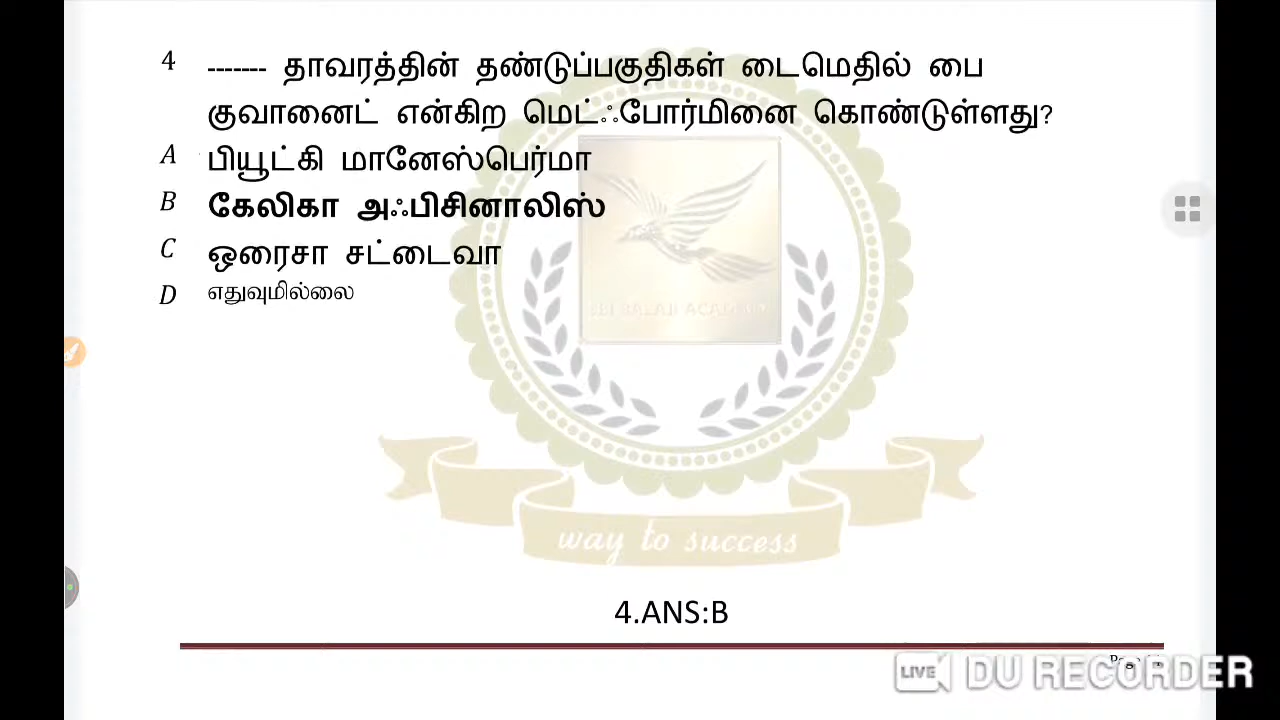 4 ------- தாவரத்தின் தண்டுப்பகுதிகள் டைமெதில் பை
குவானைட் என்கிற மெட்ஃபோர்மினை கொண்டுள்ளது?
A பியூட்கி மானேஸ்பெர்மா
B கேலிகா அஃபிசினாலிஸ்
C ஒரைசா சட்டைவா
D எதுவுமில்லை
way to success
4.ANS:B
LIVE DU RECORDER